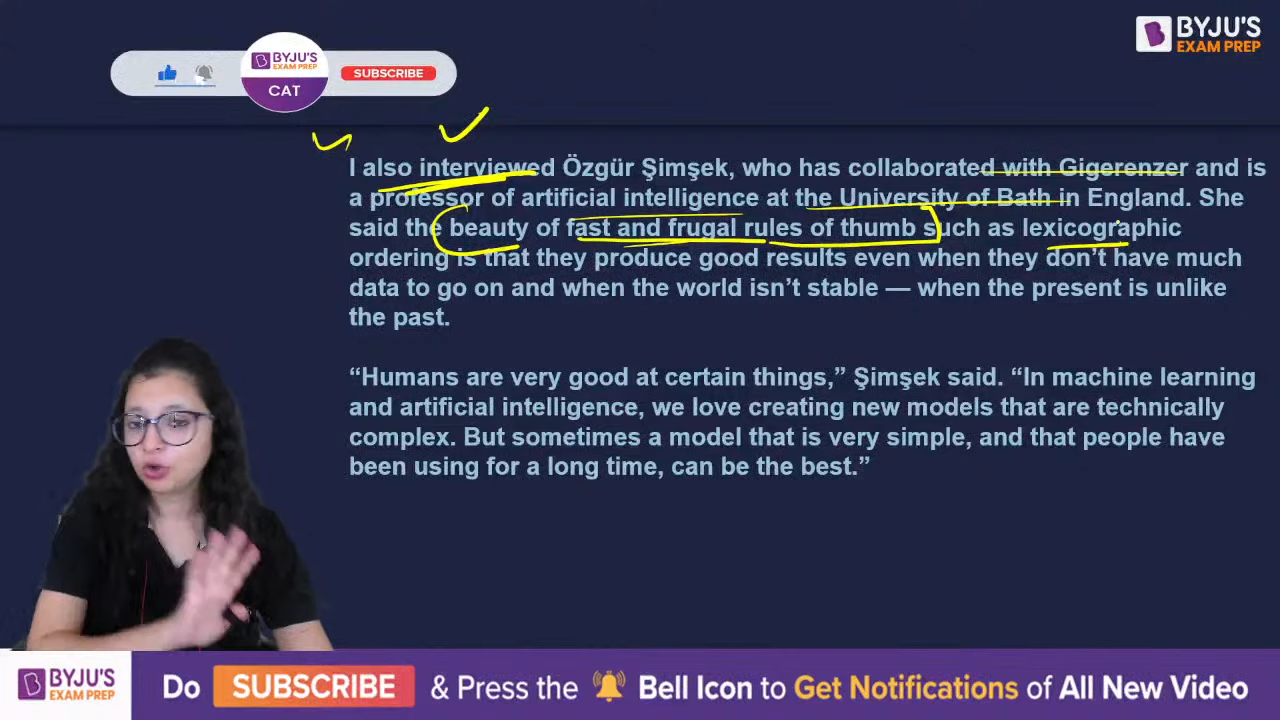 BYJU'S
EXAM PREP
BYJU'S
EXAM PREP
CAT
SUBSCRIBE
I also interviewed Özgür Şimşek, who has collaborated with Gigerenzer and is
a professor of artificial intelligence at the University of Bath in England. She
said the beauty of fast and frugal rules of thumb such as lexicographic
ordering is that they produce good results even when they don’t have much
data to go on and when the world isn’t stable — when the present is unlike
the past.
“Humans are very good at certain things,” Şimşek said. “In machine learning
and artificial intelligence, we love creating new models that are technically
complex. But sometimes a model that is very simple, and that people have
been using for a long time, can be the best.”
BYJU'S
EXAM PREP
Do SUBSCRIBE & Press the Bell Icon to Get Notifications of All New Video